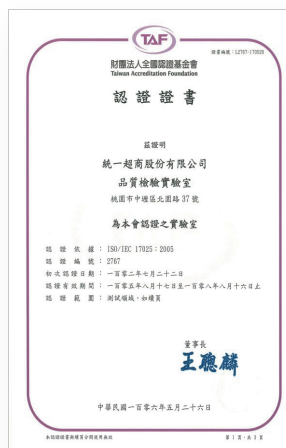 TAF
證書編號：L2767-170526
財團法人全國認證基金會
Taiwan Accreditation Foundation
認證證書
茲證明
統一超商股份有限公司
品質檢驗實驗室
桃園市中壢區北園路 37 號
為本會認證之實驗室
認證依據：ISO/IEC 17025：2005
認證編號：2767
初次認證日期：一百零二年七月二十二日
認證有效期間：一百零五年八月十七日至一百零八年八月十六日止
認證範圍：測試領域，如續頁
董事長
王聰麟
中華民國一百零六年五月二十六日
本認證證書與續頁分開使用無效
第 1 頁，共 3 頁